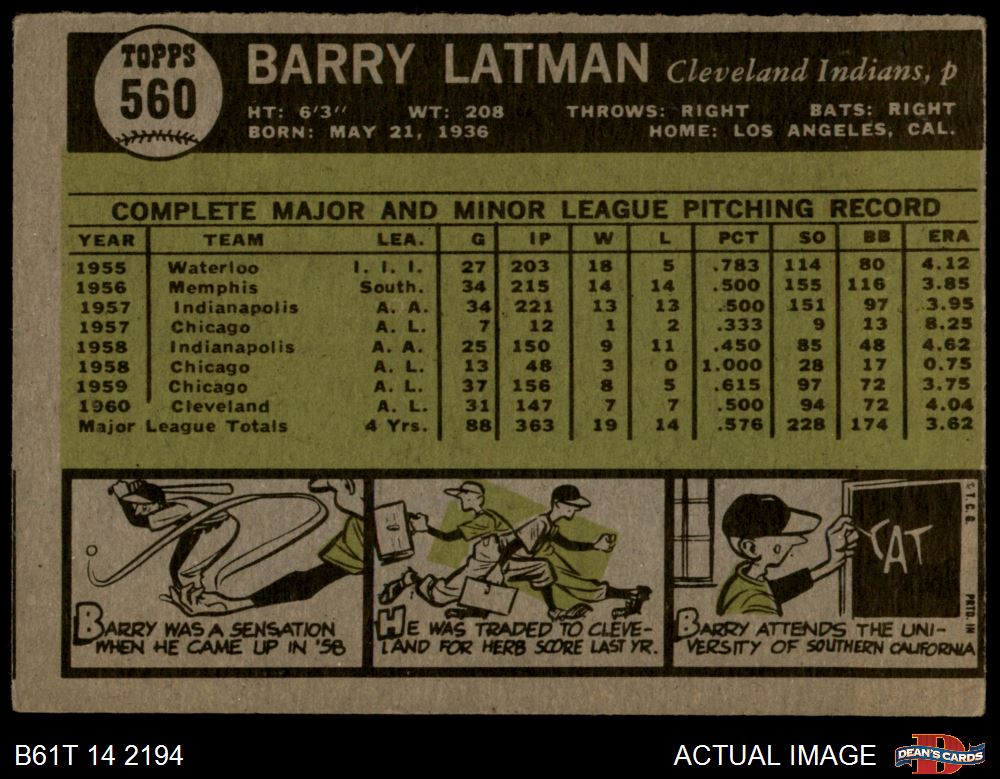 TOPPS
560
BARRY LATMAN Cleveland Indians, p
HT: 6'3" WT: 208 THROWS: RIGHT BATS: RIGHT
BORN: MAY 21, 1936 HOME: LOS ANGELES, CAL.
COMPLETE MAJOR AND MINOR LEAGUE PITCHING RECORD
YEAR TEAM LEA. G IP W L PCT SO BB ERA
1955 Waterloo I. I. I. 27 203 18 5 .783 114 80 4.12
1956 Memphis South. 34 215 14 14 .500 155 116 3.85
1957 Indianapolis A. A. 34 221 13 13 .500 151 97 3.95
1957 Chicago A. L. 7 12 1 2 .333 9 13 8.25
1958 Indianapolis A. A. 25 150 9 11 .450 85 48 4.62
1958 Chicago A. L. 13 48 3 0 1.000 28 17 0.75
1959 Chicago A. L. 37 156 8 5 .615 97 72 3.75
1960 Cleveland A. L. 31 147 7 7 .500 94 72 4.04
Major League Totals 4 Yrs. 88 363 19 14 .576 228 174 3.62
BARRY WAS A SENSATION
WHEN HE CAME UP IN '58
HE WAS TRADED TO CLEVE-
LAND FOR HERB SCORE LAST YR.
CAT
BARRY ATTENDS THE UNI-
VERSITY OF SOUTHERN CALIFORNIA
© T. C. G.
PRTD. IN
B61T 14 2194
ACTUAL IMAGE
DEAN'S CARDS